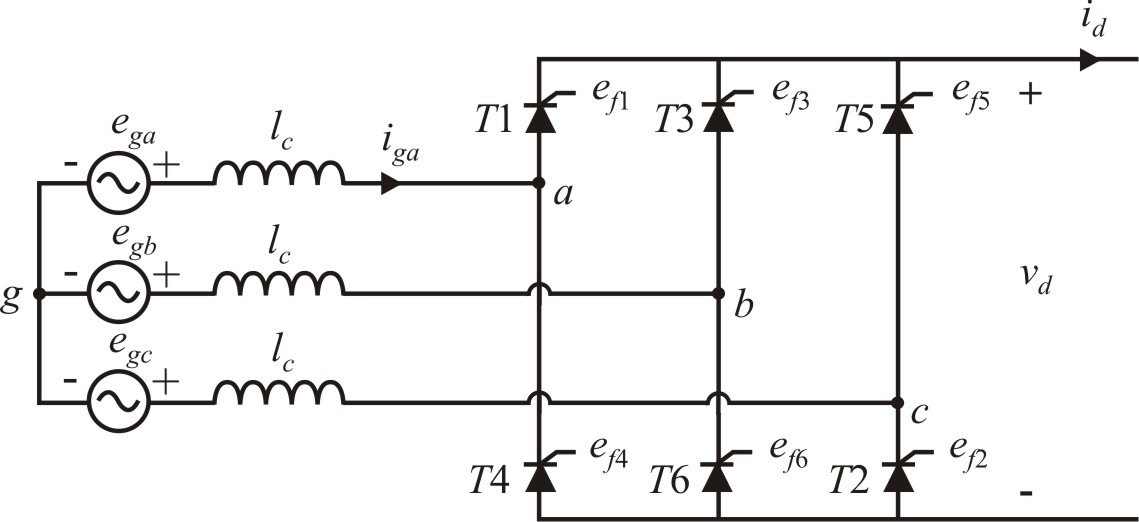 i_d
e_ga
l_c
i_ga
T1
e_f1
T3
e_f3
T5
e_f5
+
- +
a
e_gb
l_c
- +
g
b
v_d
e_gc
l_c
- +
c
T4
e_f4
T6
e_f6
T2
e_f2
-